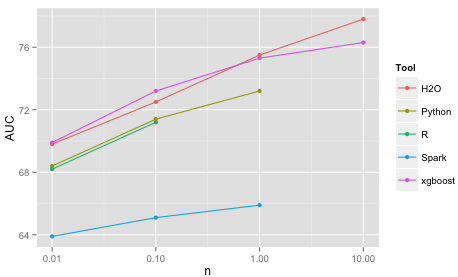 AUC
76
72
68
64
0.01 0.10 1.00 10.00
n
Tool
H2O
Python
R
Spark
xgboost